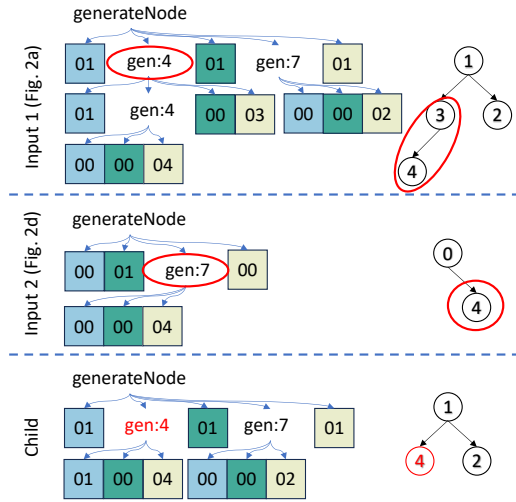 generateNode
01 gen:4 01 gen:7 01
01 gen:4 00 03 00 00 02
00 00 04
Input 1 (Fig. 2a)
1
3 2
4
generateNode
00 01 gen:7 00
00 00 04
Input 2 (Fig. 2d)
0
4
generateNode
01 gen:4 01 gen:7 01
01 00 04 00 00 02
Child
1
4 2